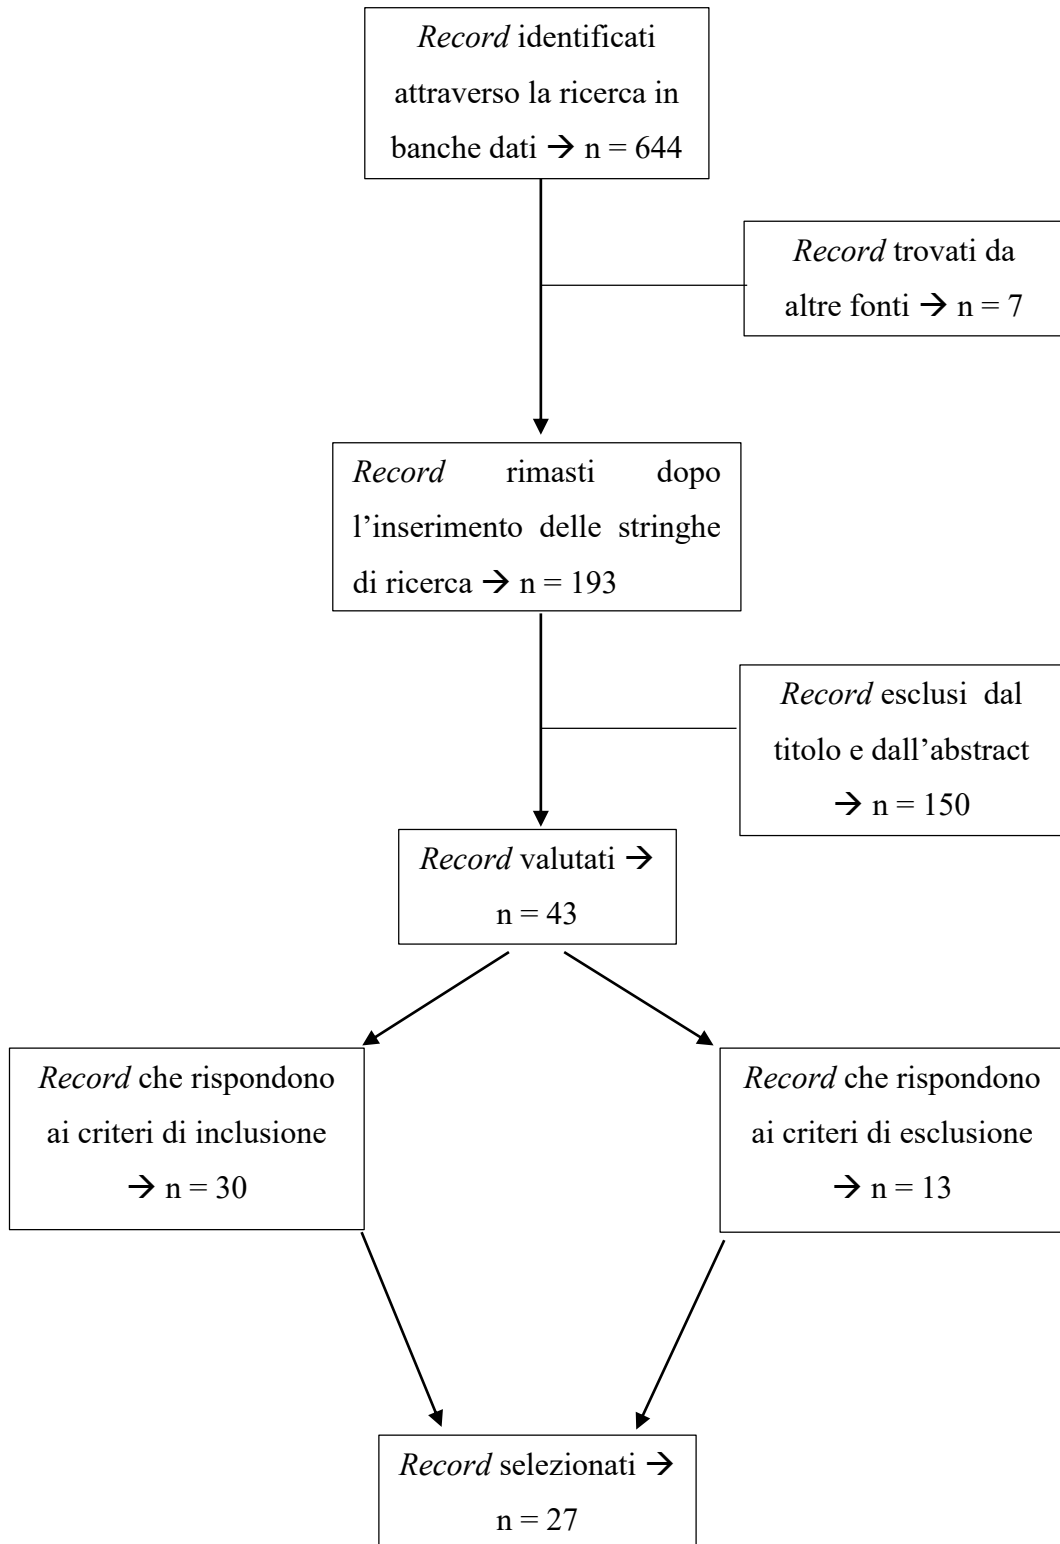 Record identificati
attraverso la ricerca in
banche dati → n = 644
Record trovati da
altre fonti → n = 7
Record rimasti dopo
l’inserimento delle stringhe
di ricerca → n = 193
Record esclusi dal
titolo e dall’abstract
→ n = 150
Record valutati →
n = 43
Record che rispondono
ai criteri di inclusione
→ n = 30
Record che rispondono
ai criteri di esclusione
→ n = 13
Record selezionati →
n = 27